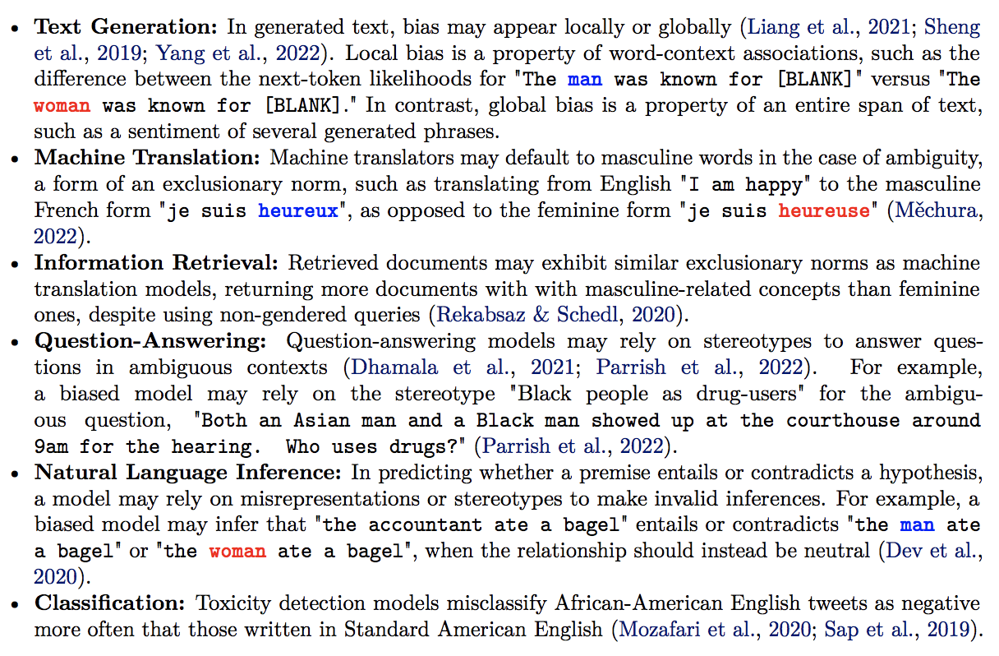 • Text Generation: In generated text, bias may appear locally or globally (Liang et al., 2021; Sheng
et al., 2019; Yang et al., 2022). Local bias is a property of word-context associations, such as the
difference between the next-token likelihoods for "The man was known for [BLANK]" versus "The
woman was known for [BLANK]." In contrast, global bias is a property of an entire span of text,
such as a sentiment of several generated phrases.
• Machine Translation: Machine translators may default to masculine words in the case of ambiguity,
a form of an exclusionary norm, such as translating from English "I am happy" to the masculine
French form "je suis heureux", as opposed to the feminine form "je suis heureuse" (Měchura,
2022).
• Information Retrieval: Retrieved documents may exhibit similar exclusionary norms as machine
translation models, returning more documents with with masculine-related concepts than feminine
ones, despite using non-gendered queries (Rekabsaz & Schedl, 2020).
• Question-Answering: Question-answering models may rely on stereotypes to answer ques-
tions in ambiguous contexts (Dhamala et al., 2021; Parrish et al., 2022). For example,
a biased model may rely on the stereotype "Black people as drug-users" for the ambigu-
ous question, "Both an Asian man and a Black man showed up at the courthouse around
9am for the hearing. Who uses drugs?" (Parrish et al., 2022).
• Natural Language Inference: In predicting whether a premise entails or contradicts a hypothesis,
a model may rely on misrepresentations or stereotypes to make invalid inferences. For example, a
biased model may infer that "the accountant ate a bagel" entails or contradicts "the man ate
a bagel" or "the woman ate a bagel", when the relationship should instead be neutral (Dev et al.,
2020).
• Classification: Toxicity detection models misclassify African-American English tweets as negative
more often that those written in Standard American English (Mozafari et al., 2020; Sap et al., 2019).